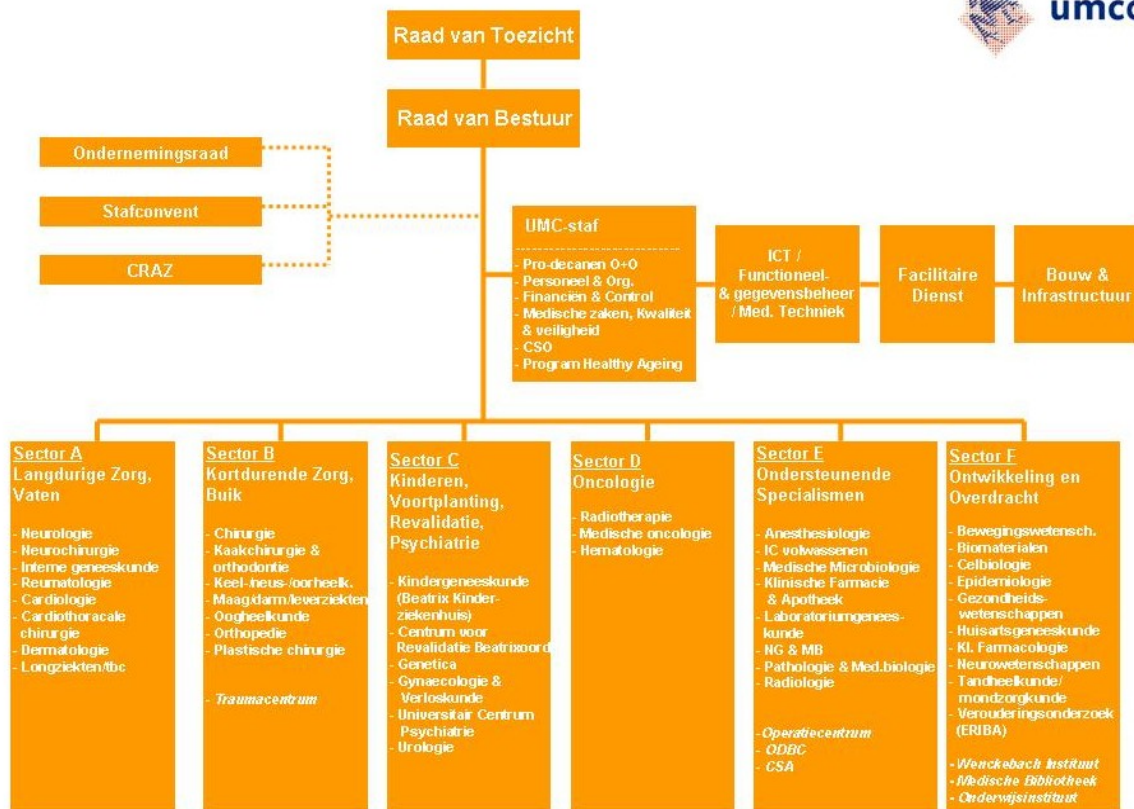 umc
Raad van Toezicht
Raad van Bestuur
Ondernemingsraad
Stafconvent
CRAZ
UMC-staf
- Pro-decanen O+O
- Personeel & Org.
- Financiën & Control
- Medische zaken, Kwaliteit
& veiligheid
- CSO
- Program Healthy Ageing
ICT /
Functioneel-
& gegevensbeheer
/ Med. Techniek
Facilitaire
Dienst
Bouw &
Infrastructuur
Sector A
Langdurige Zorg,
Vaten
- Neurologie
- Neurochirurgie
- Interne geneeskunde
- Reumatologie
- Cardiologie
- Cardiothoracale
chirurgie
- Dermatologie
- Longziekten/tbc
Sector B
Kortdurende Zorg,
Buik
- Chirurgie
- Kaakchirurgie &
orthodontie
- Keel-/neus-/oorheelk.
- Maag/darm/leverziekten
- Oogheelkunde
- Orthopedie
- Plastische chirurgie
- Traumacentrum
Sector C
Kinderen,
Voortplanting,
Revalidatie,
Psychiatrie
- Kindergeneeskunde
(Beatrix Kinder-
ziekenhuis)
- Centrum voor
Revalidatie Beatrixoord
- Genetica
- Gynaecologie &
Verloskunde
- Universitair Centrum
Psychiatrie
- Urologie
Sector D
Oncologie
- Radiotherapie
- Medische oncologie
- Hematologie
Sector E
Ondersteunende
Specialismen
- Anesthesiologie
- IC volwassenen
- Medische Microbiologie
- Klinische Farmacie
& Apotheek
- Laboratoriumgenees-
kunde
- NG & MB
- Pathologie & Med.biologie
- Radiologie
- Operatiecentrum
- ODBC
- CSA
Sector F
Ontwikkeling en
Overdracht
- Bewegingswetensch.
- Biomaterialen
- Celbiologie
- Epidemiologie
- Gezondheids-
wetenschappen
- Huisartsgeneeskunde
- Kl. Farmacologie
- Neurowetenschappen
- Tandheelkunde/
mondzorgkunde
- Verouderingsonderzoek
(ERIBA)
- Wenckebach Instituut
- Medische Bibliotheek
- Onderwijsinstituut